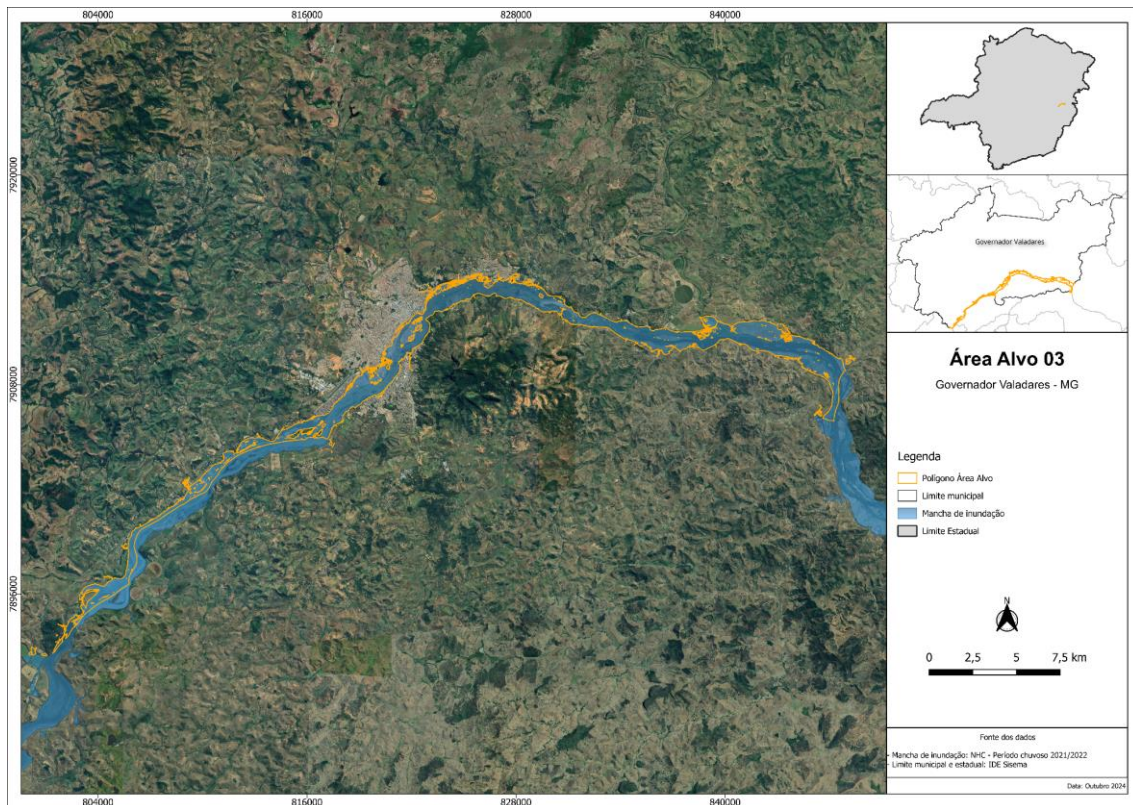 804000
816000
828000
840000
7920000
7908000
7896000
Governador Valadares
Área Alvo 03
Governador Valadares - MG
Legenda
Polígono Área Alvo
Limite municipal
Mancha de inundação
Limite Estadual
N
0 2,5 5 7,5 km
Fonte dos dados
- Mancha de inundação: NHC - Período chuvoso 2021/2022
- Limite municipal e estadual: IDE Sisema
Data: Outubro 2024
804000
816000
828000
840000